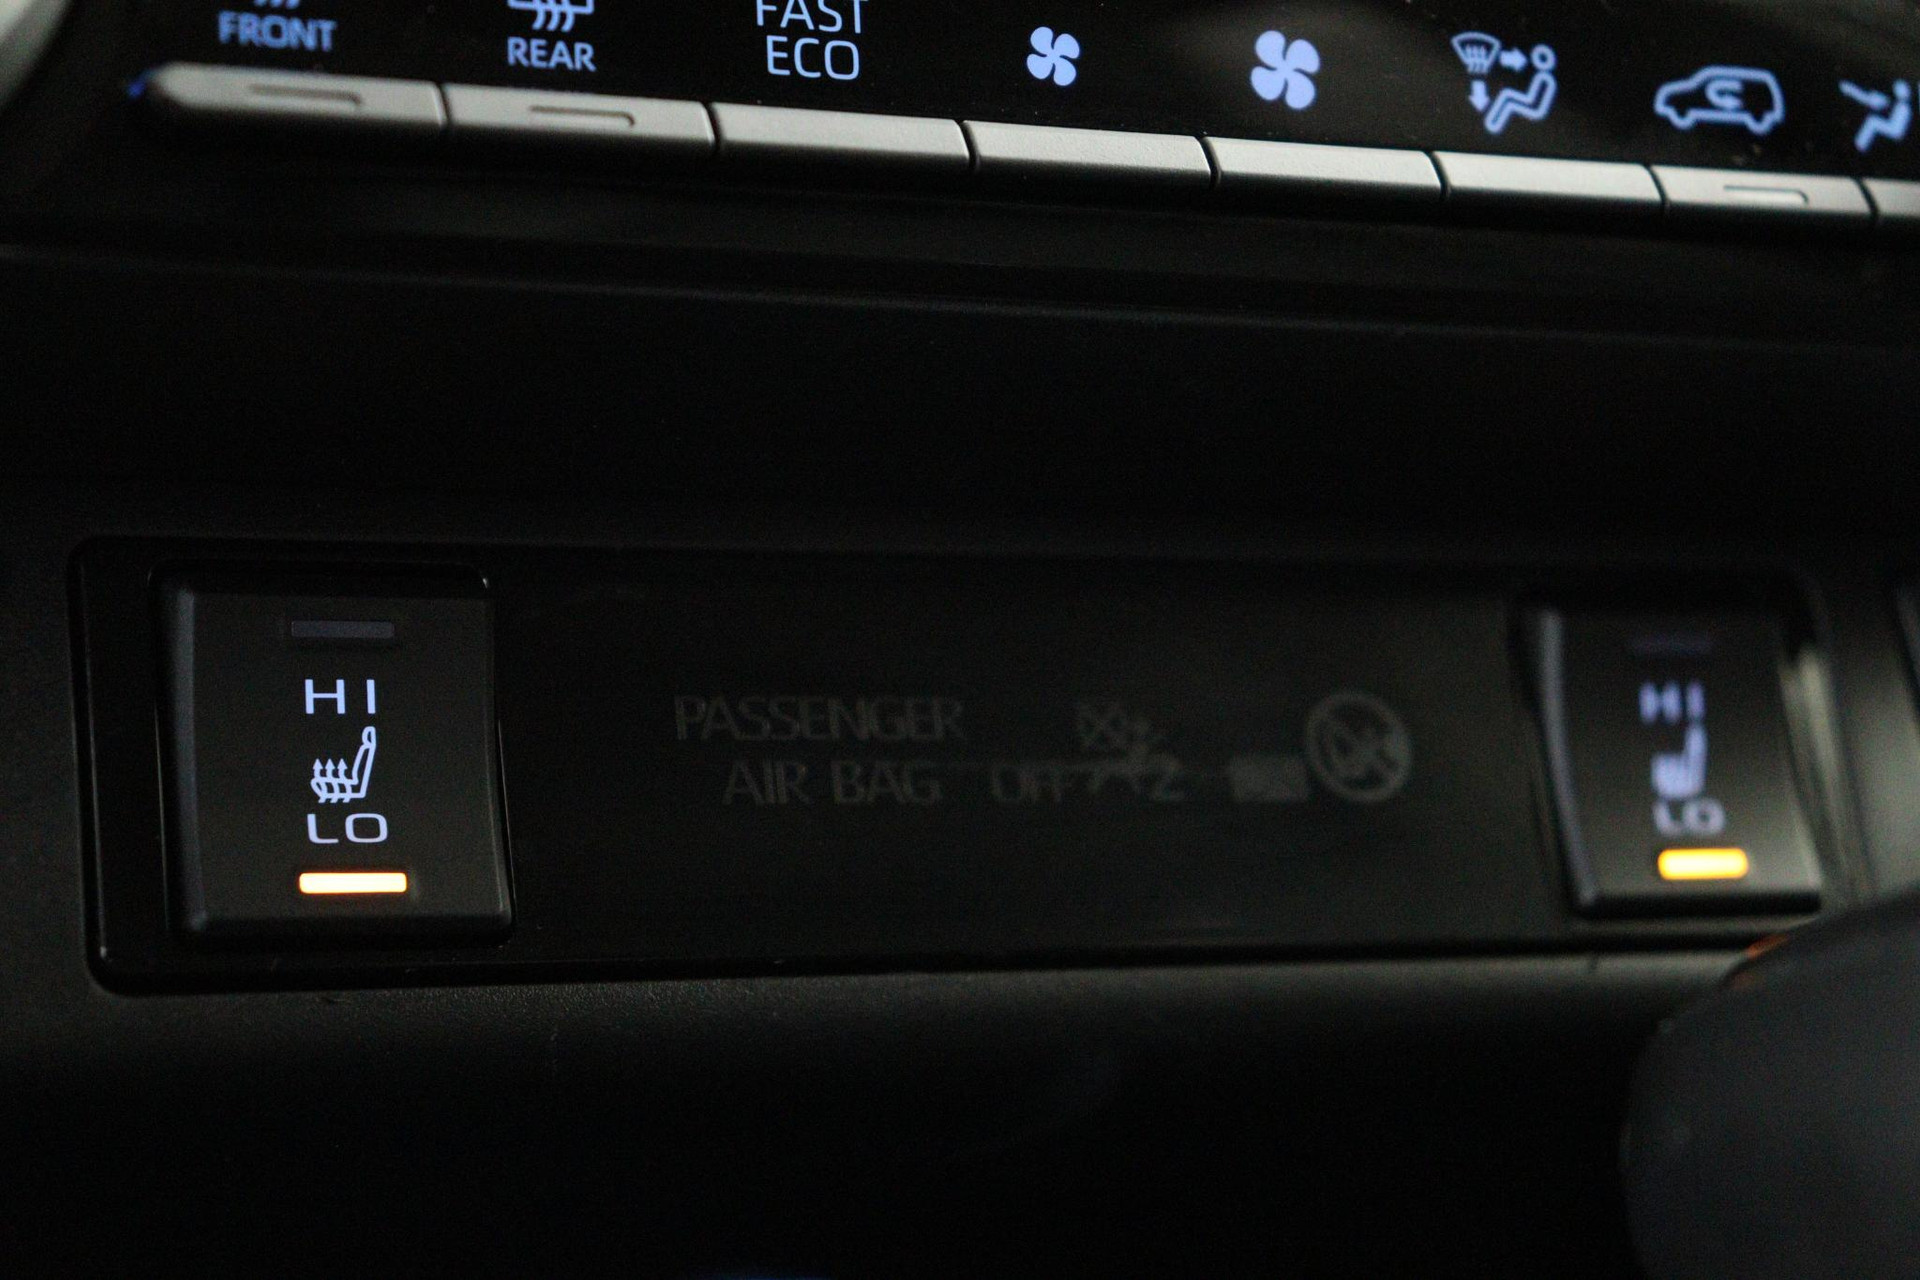 FRONT
REAR
FAST
ECO
HI
LO
PASSENGER
AIR BAG OFF
HI
LO